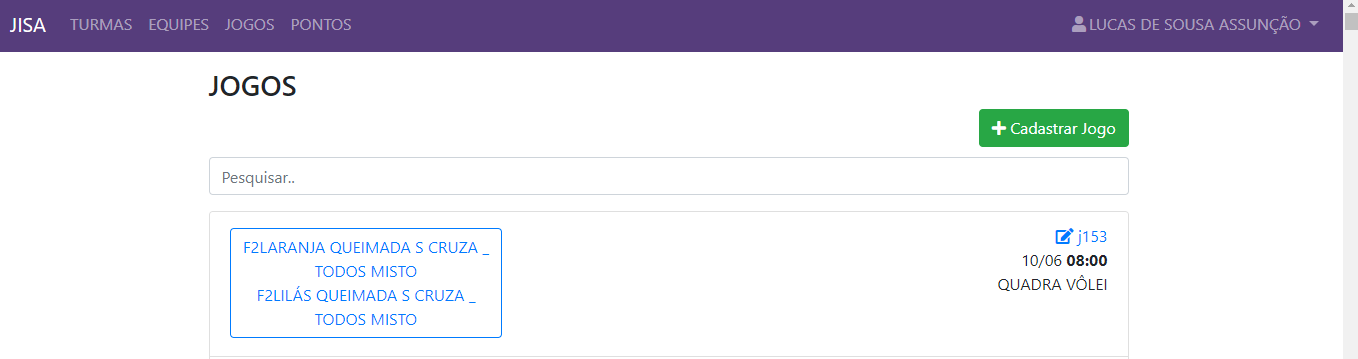 JISA TURMAS EQUIPES JOGOS PONTOS LUCAS DE SOUSA ASSUNÇÃO
JOGOS
Cadastrar Jogo
Pesquisar..
F2LARANJA QUEIMADA S CRUZA _
TODOS MISTO
F2LILÁS QUEIMADA S CRUZA _
TODOS MISTO
j153
10/06 08:00
QUADRA VÔLEI